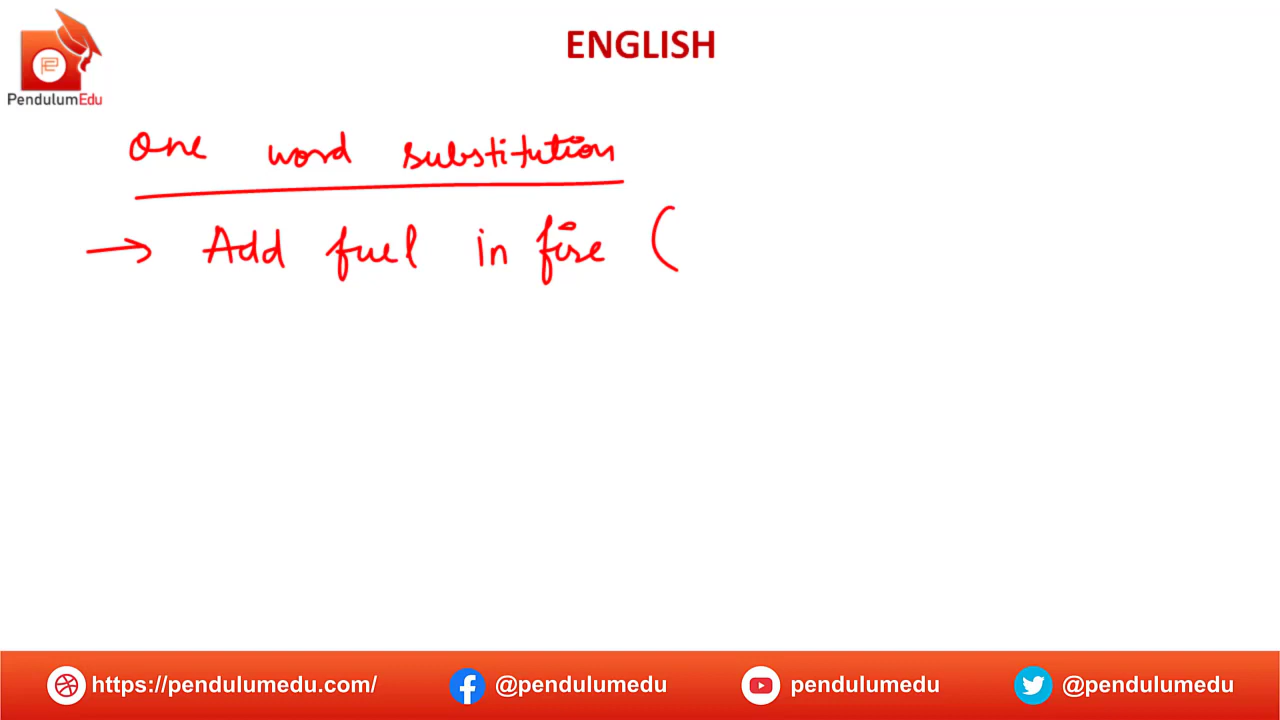 ENGLISH
PendulumEdu
One word substitution
→ Add fuel in fire (
https://pendulumedu.com/ @pendulumedu pendulumedu @pendulumedu